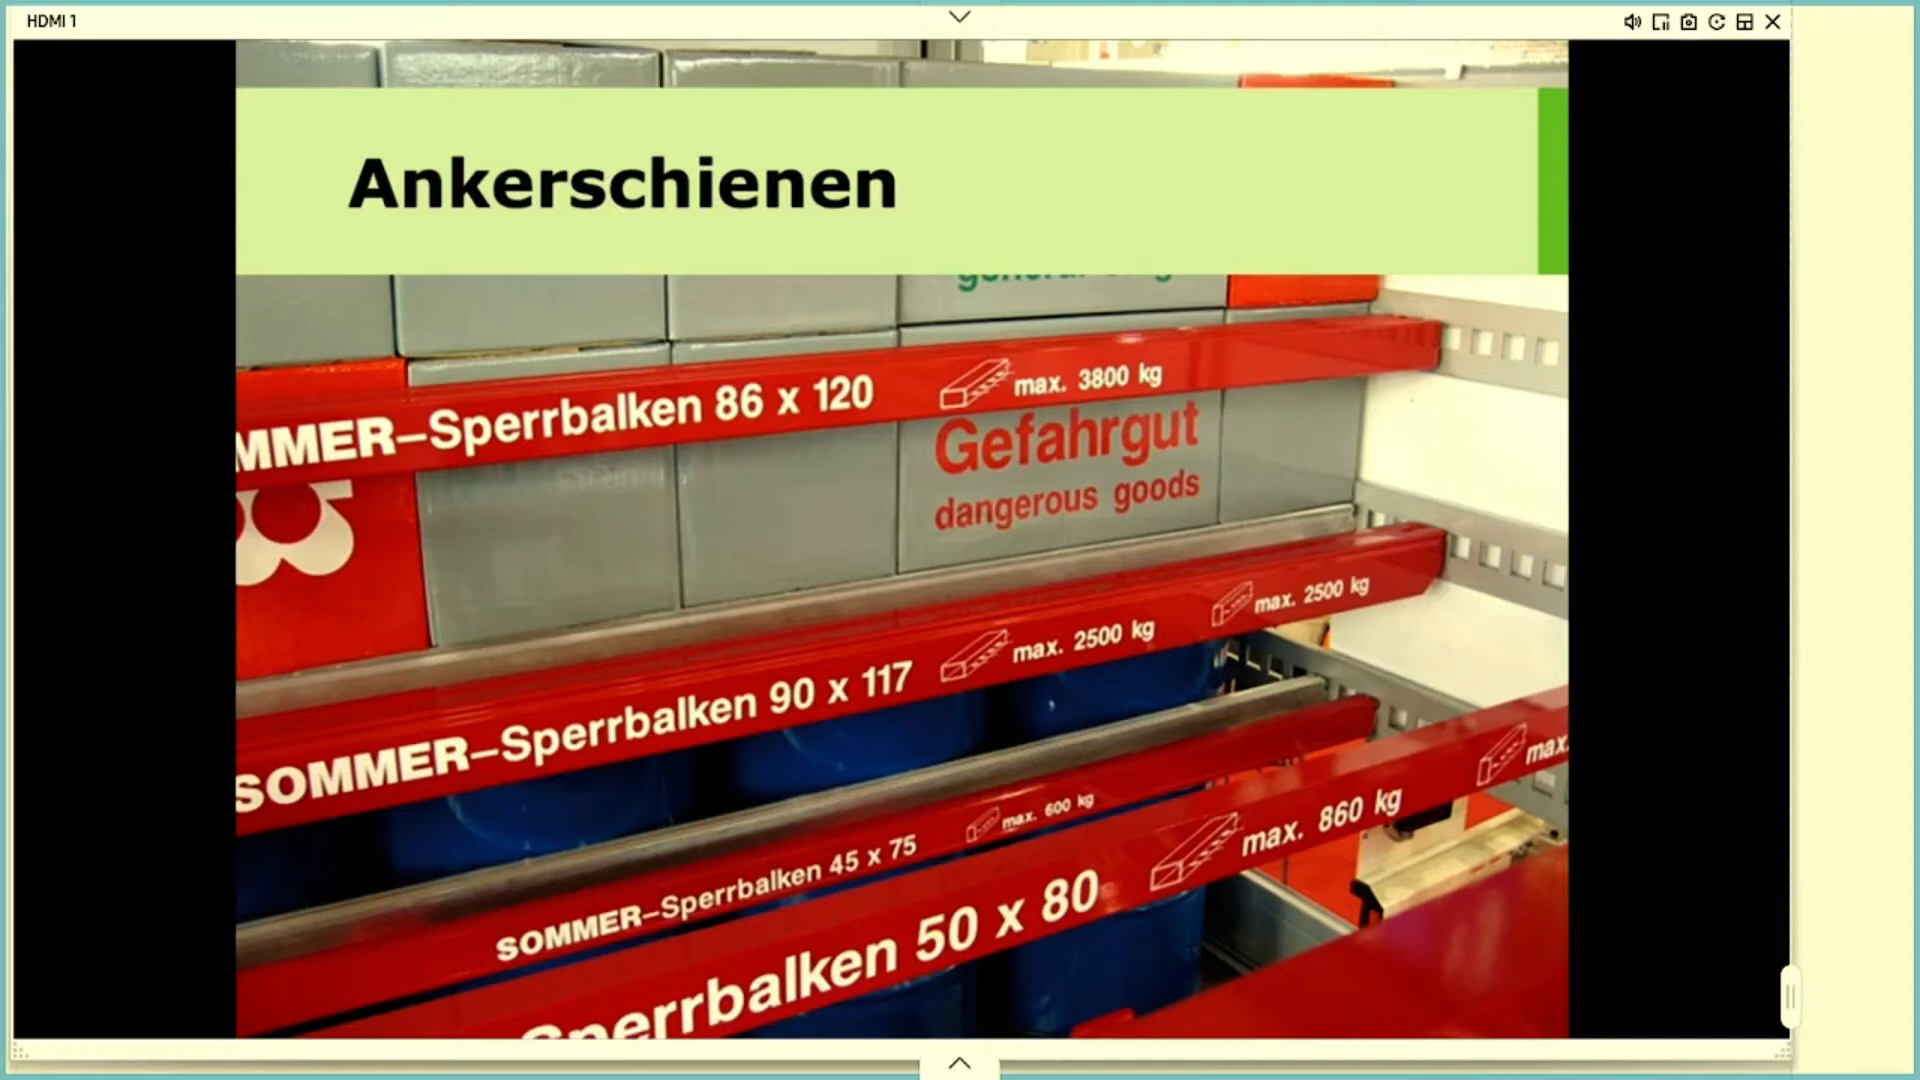 HDMI 1
Ankerschienen
MMER–Sperrbalken 86 x 120 max. 3800 kg
Gefahrgut
dangerous goods
max. 2500 kg
SOMMER–Sperrbalken 90 x 117 max. 2500 kg
SOMMER–Sperrbalken 45 x 75 max. 600 kg
Sperrbalken 50 x 80 max. 860 kg max.